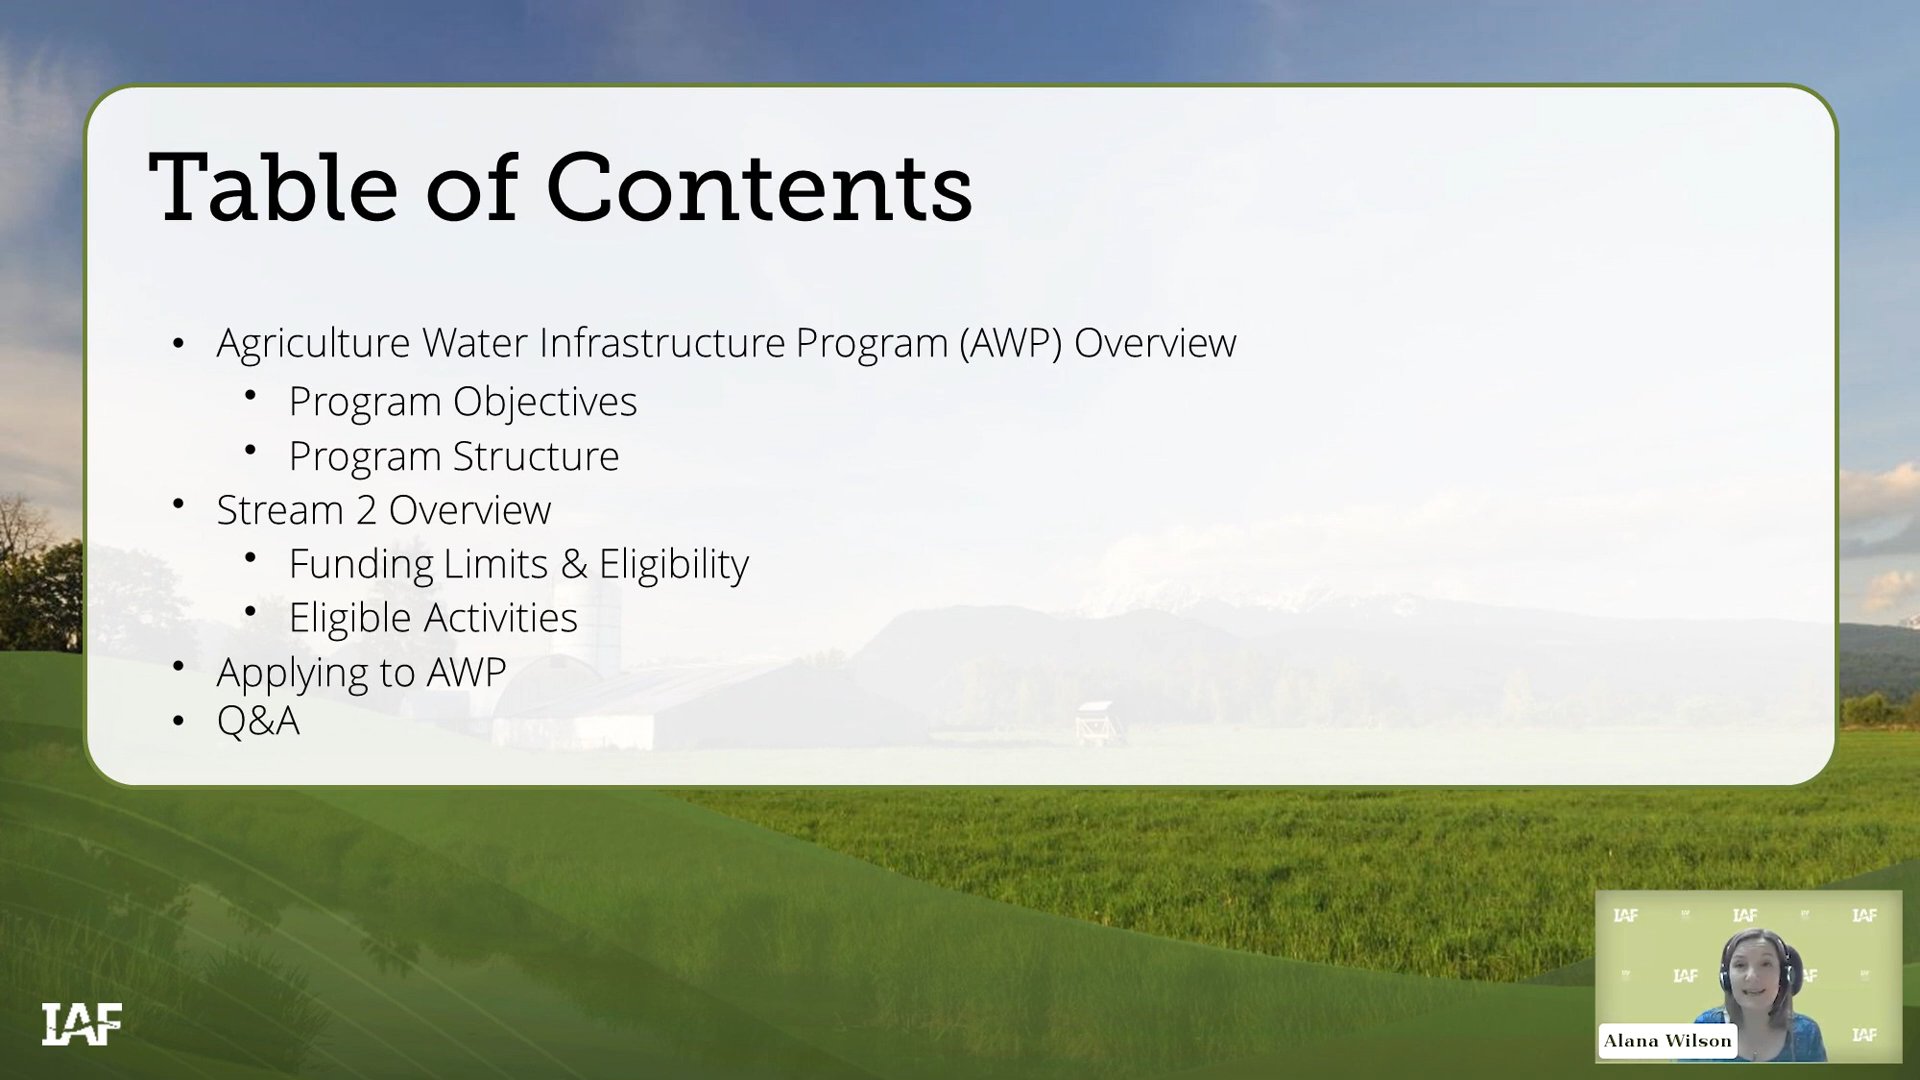 Table of Contents
• Agriculture Water Infrastructure Program (AWP) Overview
• Program Objectives
• Program Structure
• Stream 2 Overview
• Funding Limits & Eligibility
• Eligible Activities
• Applying to AWP
• Q&A
IAF
IAF IAF IAF
IAF AF
IAF
Alana Wilson